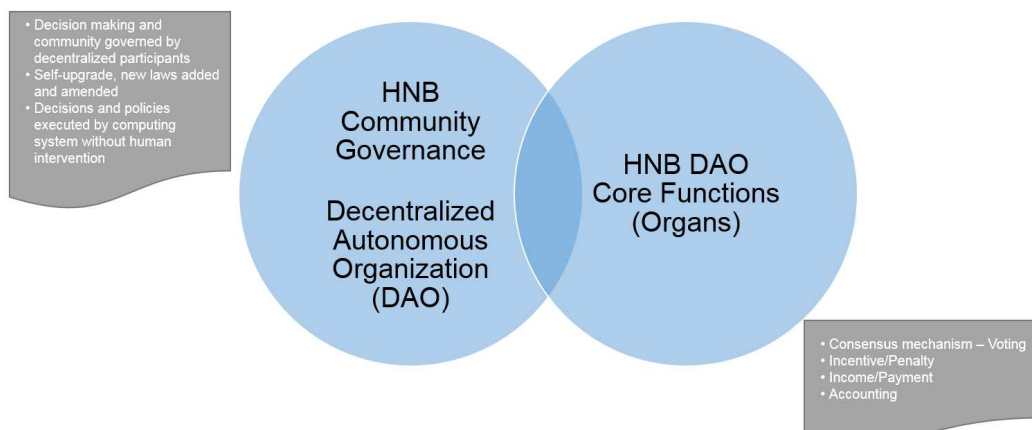 • Decision making and
community governed by
decentralized participants
• Self-upgrade, new laws added
and amended
• Decisions and policies
executed by computing
system without human
intervention
HNB
Community
Governance
Decentralized
Autonomous
Organization
(DAO)
HNB DAO
Core Functions
(Organs)
• Consensus mechanism – Voting
• Incentive/Penalty
• Income/Payment
• Accounting